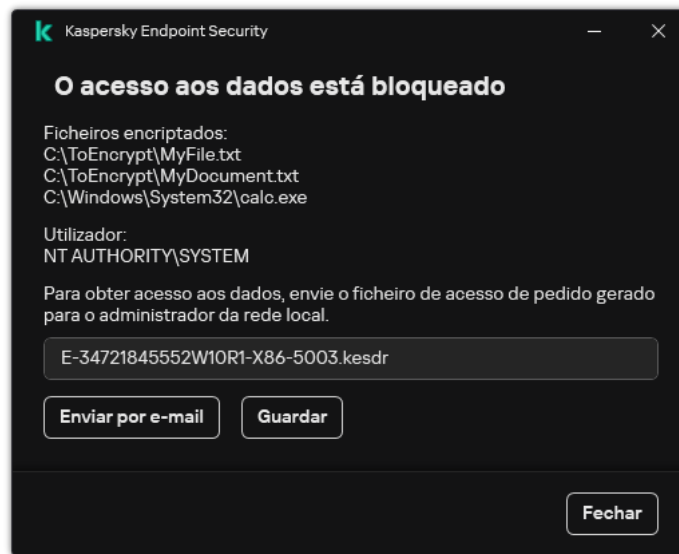 Kaspersky Endpoint Security
O acesso aos dados está bloqueado
Ficheiros encriptados:
C:\ToEncrypt\MyFile.txt
C:\ToEncrypt\MyDocument.txt
C:\Windows\System32\calc.exe
Utilizador:
NT AUTHORITY\SYSTEM
Para obter acesso aos dados, envie o ficheiro de acesso de pedido gerado
para o administrador da rede local.
E-34721845552W10R1-X86-5003.kesdr
Enviar por e-mail
Guardar
Fechar